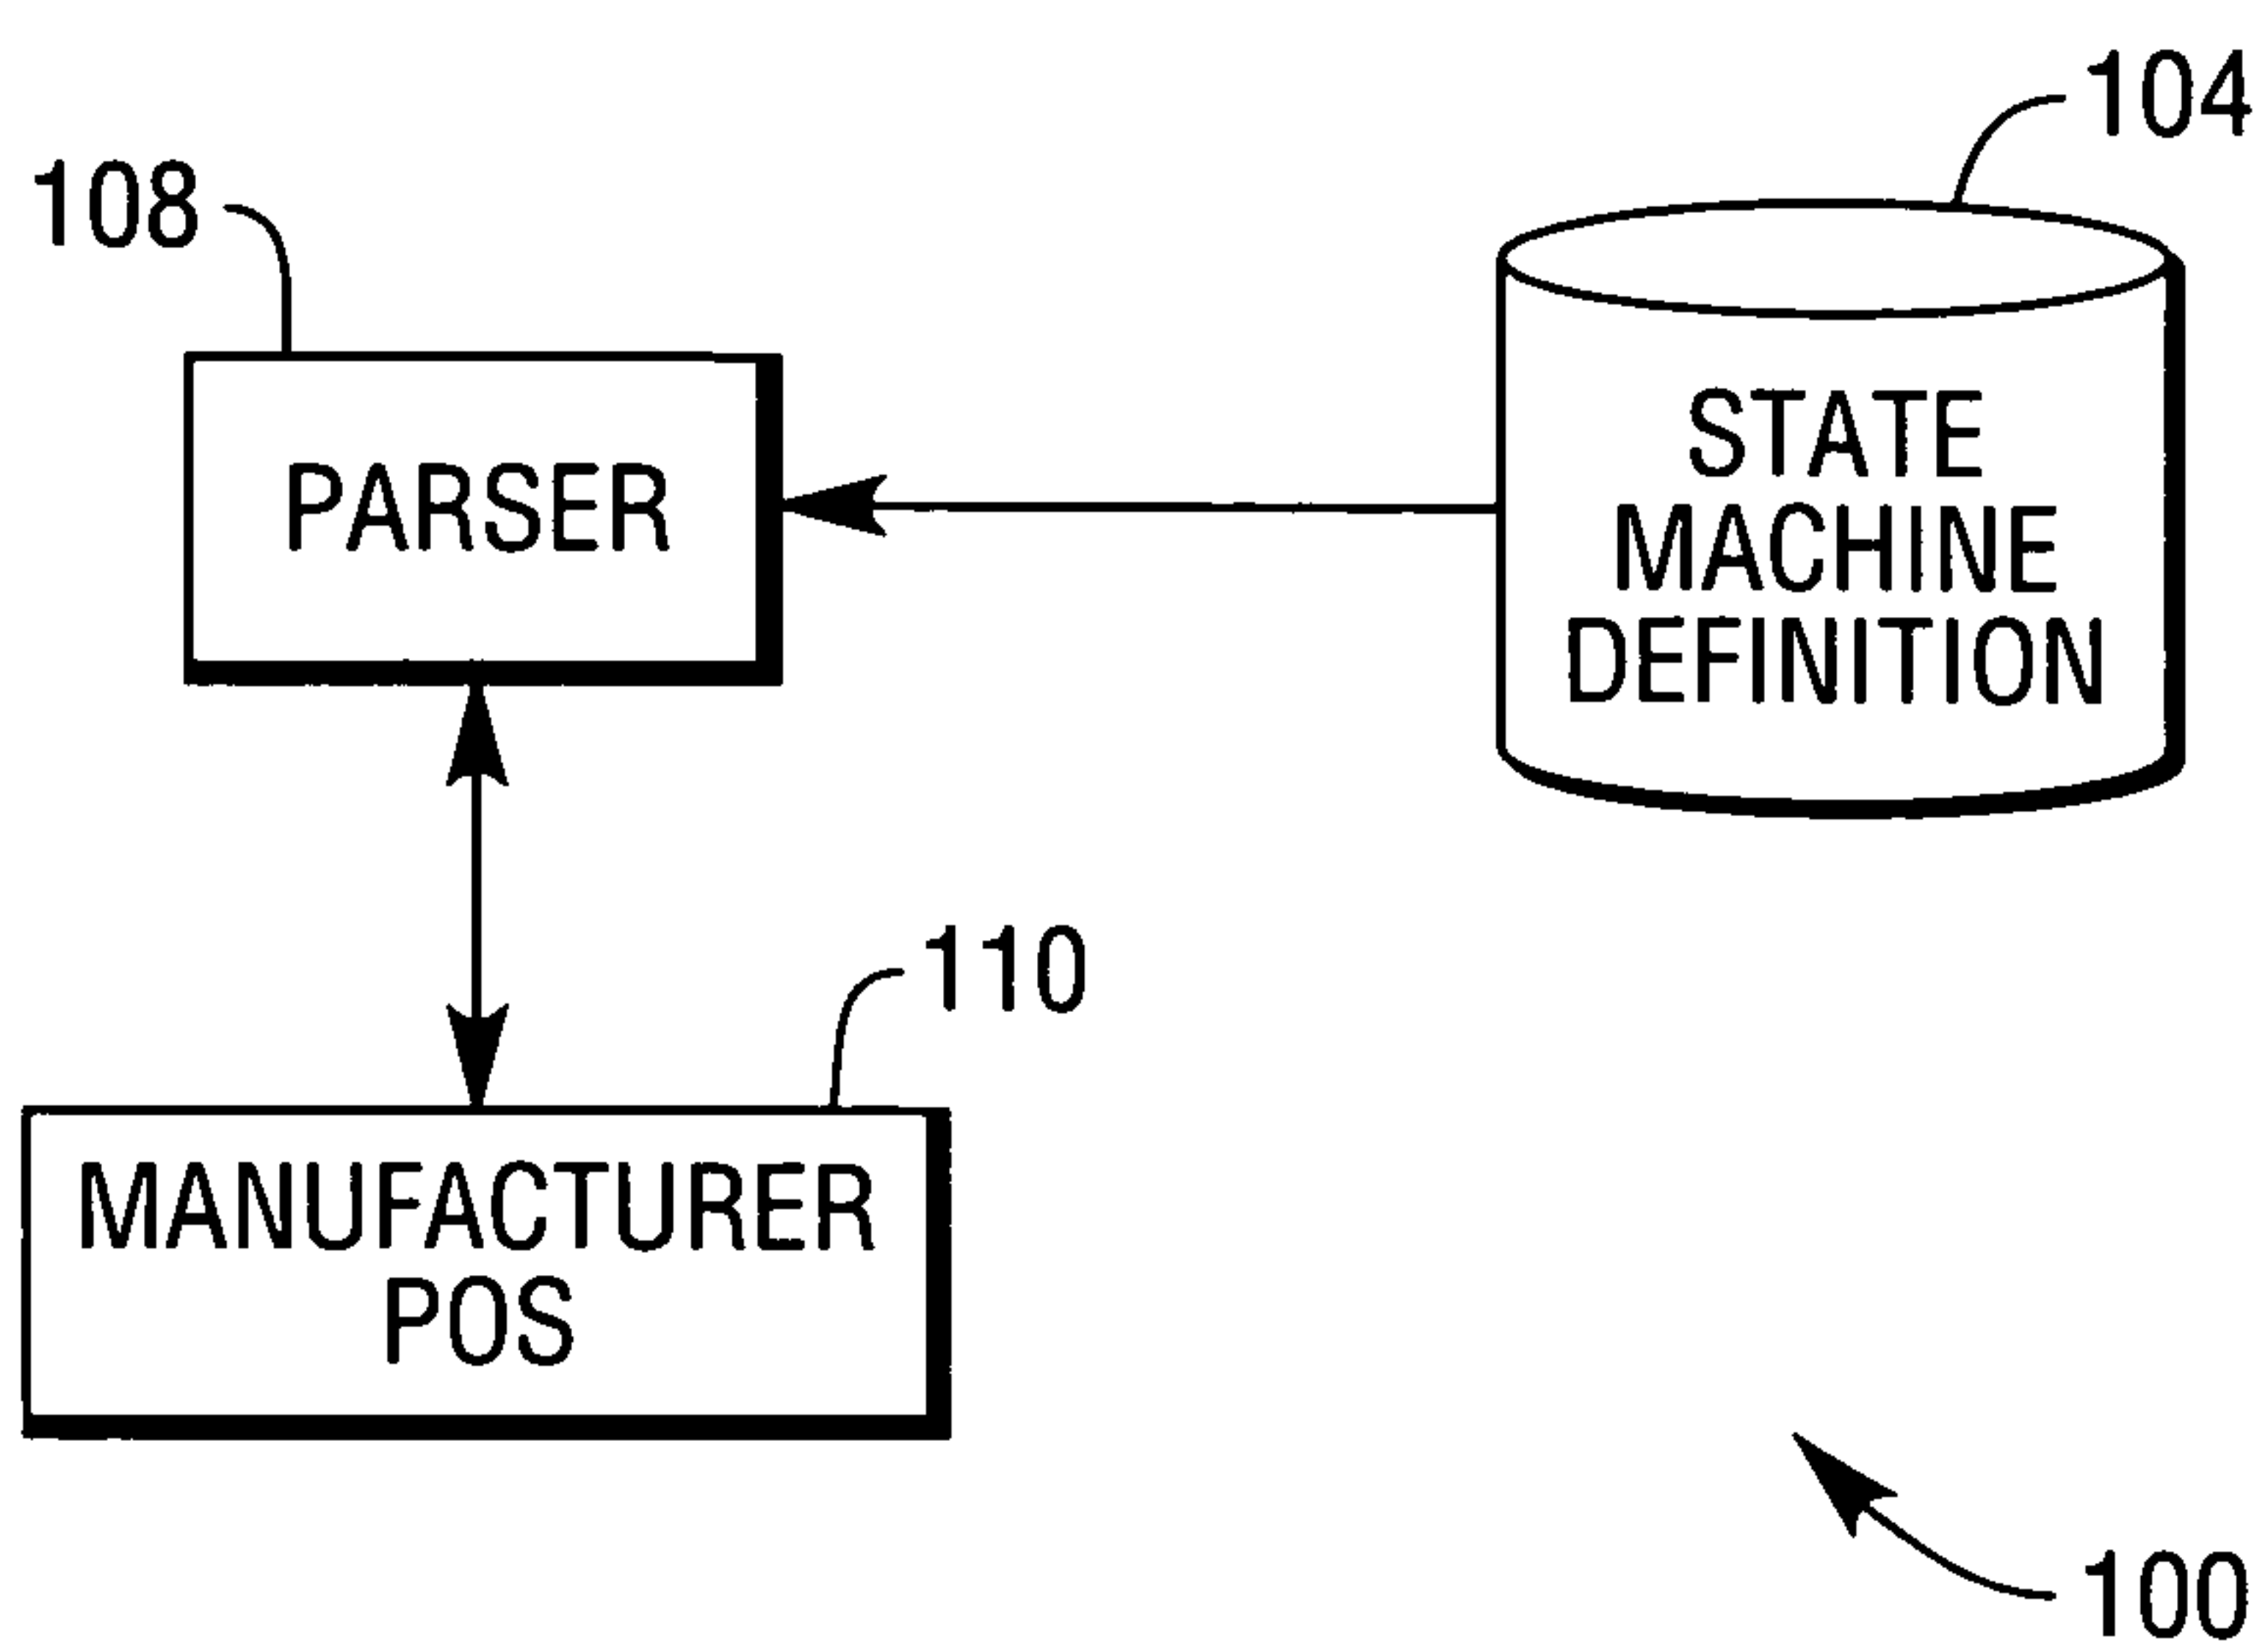 104
108
STATE
MACHINE
DEFINITION
PARSER
110
MANUFACTURER
POS
100